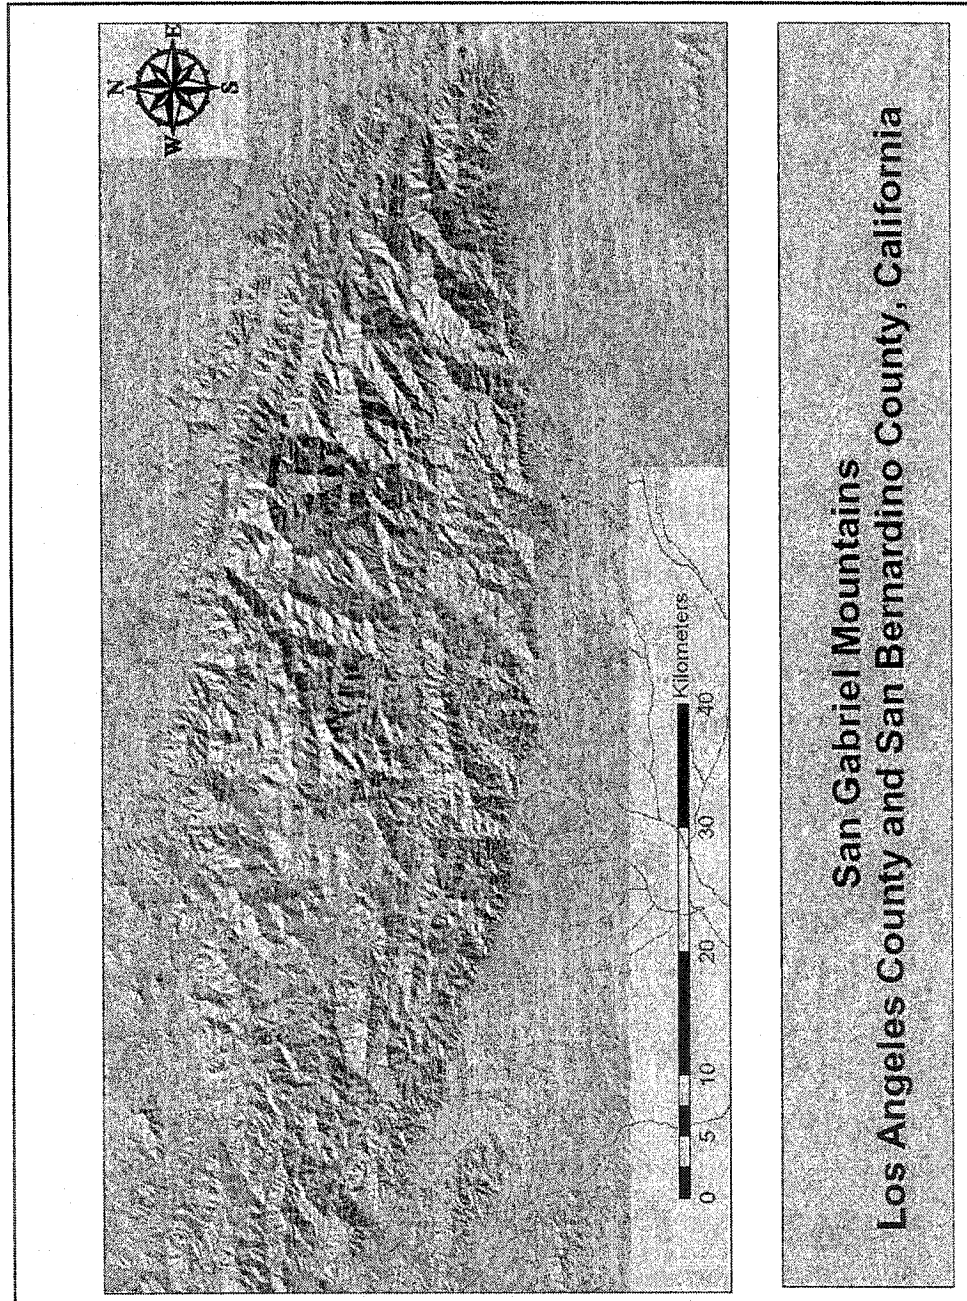 N
W E
S
0 5 10 20 30 40
Kilometers
San Gabriel Mountains
Los Angeles County and San Bernardino County, California